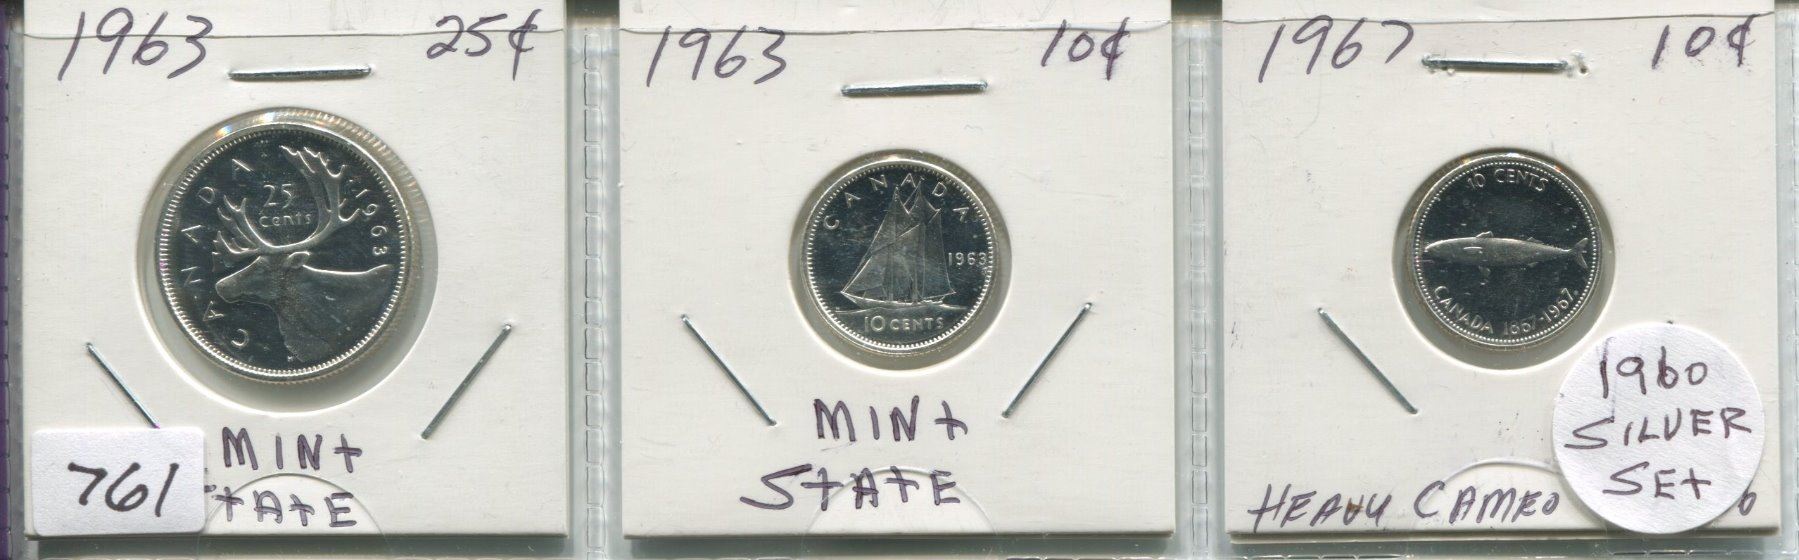 1963 25¢
CANADA
25
cents
1963
MINt
tAtE
761
1963 10¢
CANADA
1963
10 CENTS
MINt
StAtE
1967 10¢
10 CENTS
CANADA 1867-1967
HEAVY CAMEO
1960
SILVER
SEt